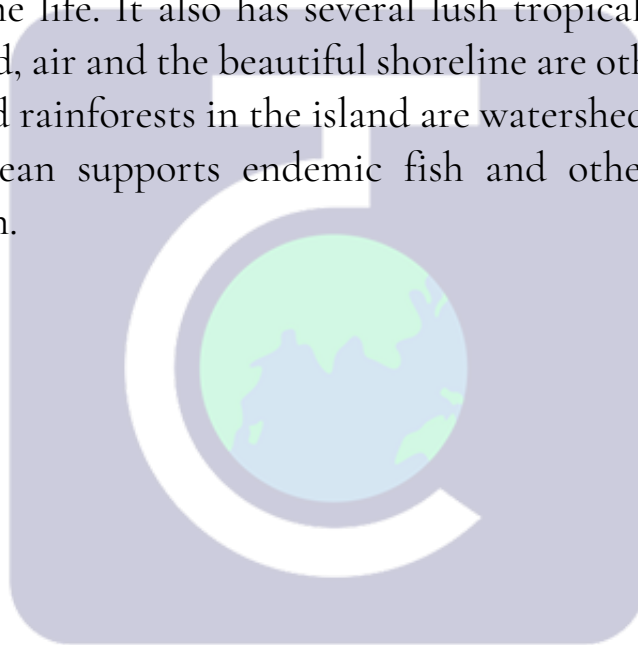 ne life. It also has several lush tropical
d, air and the beautiful shoreline are oth
d rainforests in the island are watershed
ean supports endemic fish and othe
n.